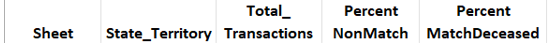 Total_ Percent Percent
Sheet State_Territory Transactions NonMatch MatchDeceased